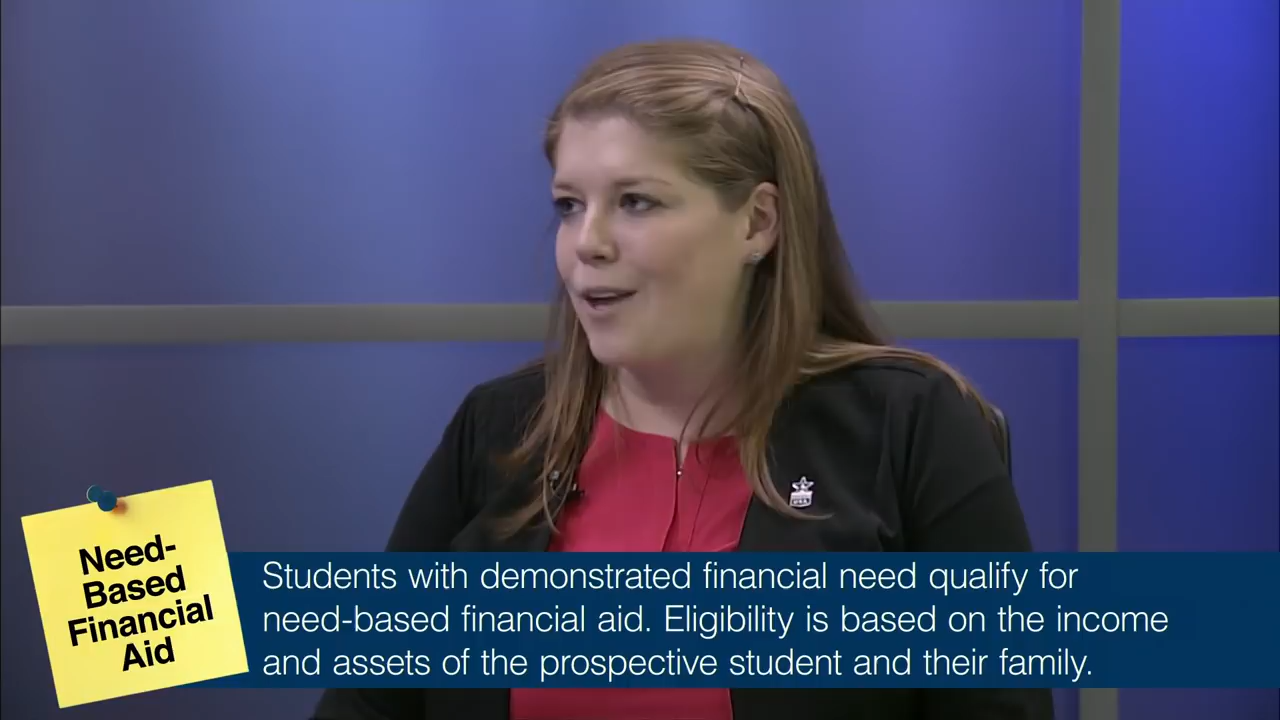 Need-
Based
Financial
Aid
Students with demonstrated financial need qualify for
need-based financial aid. Eligibility is based on the income
and assets of the prospective student and their family.